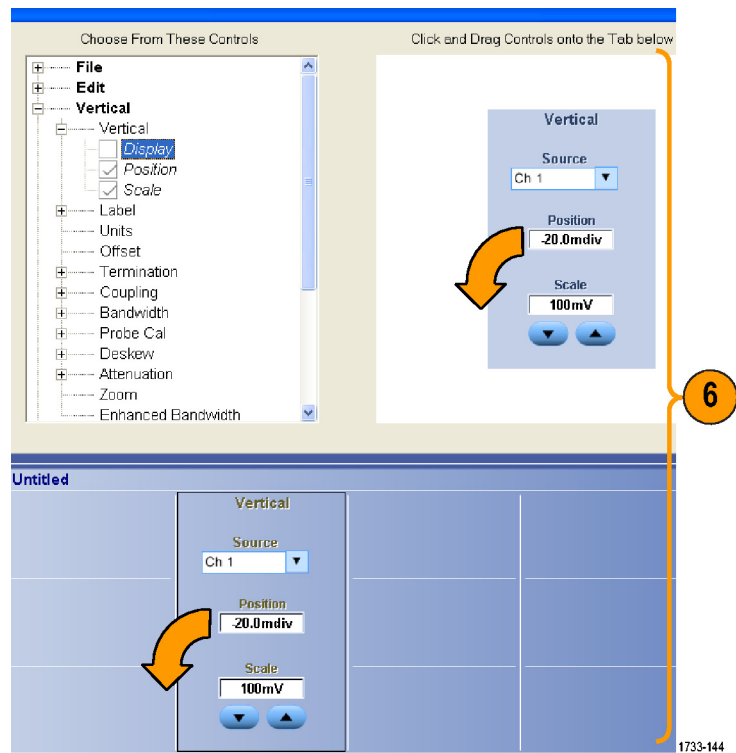 Choose From These Controls
Click and Drag Controls onto the Tab below
File
Edit
Vertical
Vertical
Display
Position
Scale
Label
Units
Offset
Termination
Coupling
Bandwidth
Probe Cal
Deskew
Attenuation
Zoom
Enhanced Bandwidth
Vertical
Source
Ch 1
Position
-20.0mdiv
Scale
100mV
6
Untitled
Vertical
Source
Ch 1
Position
-20.0mdiv
Scale
100mV
1733-144